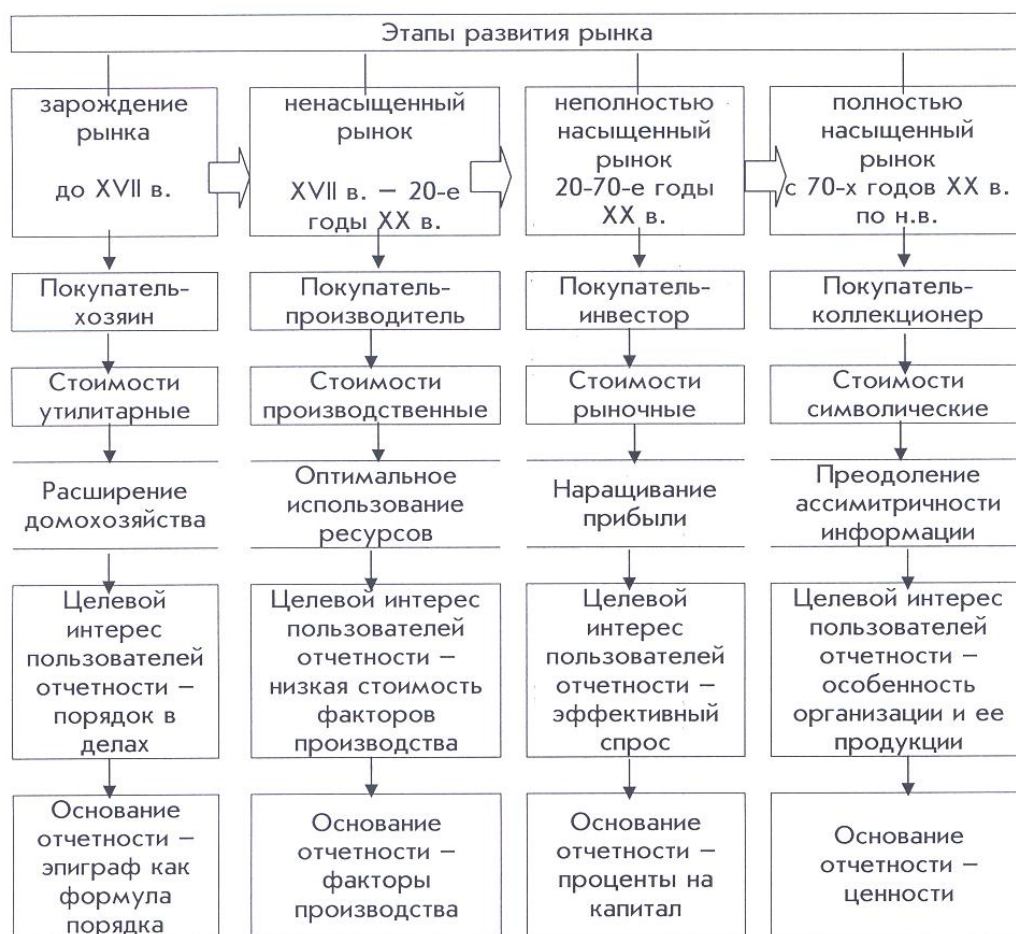 Этапы развития рынка
зарождение
рынка
до XVII в.
ненасыщенный
рынок
XVII в. – 20-е
годы XX в.
неполностью
насыщенный
рынок
20-70-е годы
XX в.
полностью
насыщенный
рынок
с 70-х годов XX в.
по н.в.
Покупатель-
хозяин
Покупатель-
производитель
Покупатель-
инвестор
Покупатель-
коллекционер
Стоимости
утилитарные
Стоимости
производственные
Стоимости
рыночные
Стоимости
символические
Расширение
домохозяйства
Оптимальное
использование
ресурсов
Наращивание
прибыли
Преодоление
ассимитричности
информации
Целевой
интерес
пользователей
отчетности –
порядок в
делах
Целевой интерес
пользователей
отчетности –
низкая стоимость
факторов
производства
Целевой
интерес
пользователей
отчетности –
эффективный
спрос
Целевой интерес
пользователей
отчетности –
особенность
организации и ее
продукции
Основание
отчетности –
эпиграф как
формула
порядка
Основание
отчетности –
факторы
производства
Основание
отчетности –
проценты на
капитал
Основание
отчетности –
ценности